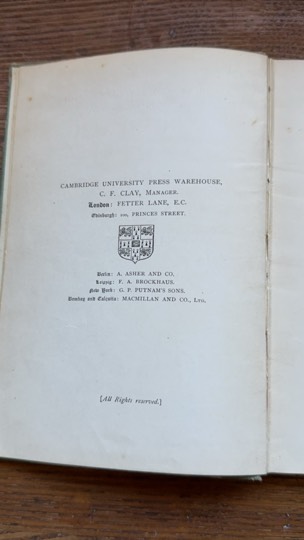 CAMBRIDGE UNIVERSITY PRESS WAREHOUSE,
C. F. CLAY, MANAGER.
London: FETTER LANE, E.C.
Edinburgh: 100, PRINCES STREET.
Berlin: A. ASHER AND CO.
Leipzig: F. A. BROCKHAUS.
New York: G. P. PUTNAM'S SONS.
Bombay and Calcutta: MACMILLAN AND CO., LTD.
[All Rights reserved.]